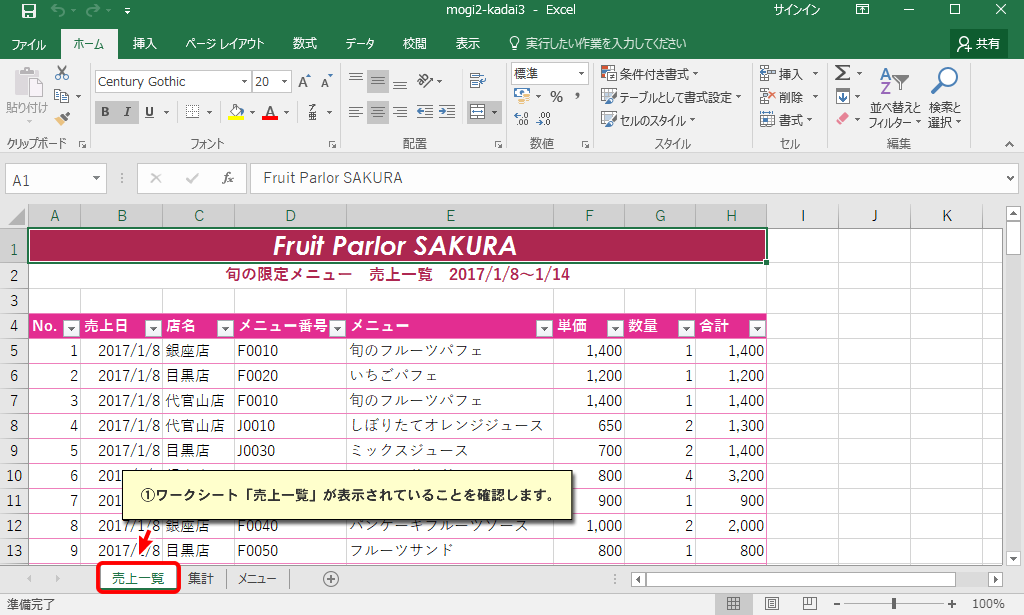 mogi2-kadai3 - Excel
サインイン
ファイル ホーム 挿入 ページ レイアウト 数式 データ 校閲 表示 実行したい作業を入力してください 共有
貼り付け
クリップボード
Century Gothic 20
B I U
フォント
配置
標準
%
数値
条件付き書式
テーブルとして書式設定
セルのスタイル
スタイル
挿入
削除
書式
セル
並べ替えと
フィルター
検索と
選択
編集
A1 fx Fruit Parlor SAKURA
A B C D E F G H I J K
1 Fruit Parlor SAKURA
2 旬の限定メニュー 売上一覧 2017/1/8～1/14
3
4 No. 売上日 店名 メニュー番号 メニュー 単価 数量 合計
5 1 2017/1/8 銀座店 F0010 旬のフルーツパフェ 1,400 1 1,400
6 2 2017/1/8 目黒店 F0020 いちごパフェ 1,200 1 1,200
7 3 2017/1/8 代官山店 F0010 旬のフルーツパフェ 1,400 1 1,400
8 4 2017/1/8 代官山店 J0010 しぼりたてオレンジジュース 650 2 1,300
9 5 2017/1/8 目黒店 J0030 ミックスジュース 700 2 1,400
10 6 800 4 3,200
①ワークシート「売上一覧」が表示されていることを確認します。
11 7 201 900 1 900
12 8 2017/1/8 銀座店 F0040 パンケーキフルーツソース 1,000 2 2,000
13 9 2017/1/8 目黒店 F0050 フルーツサンド 800 1 800
売上一覧 集計 メニュー
準備完了
100%